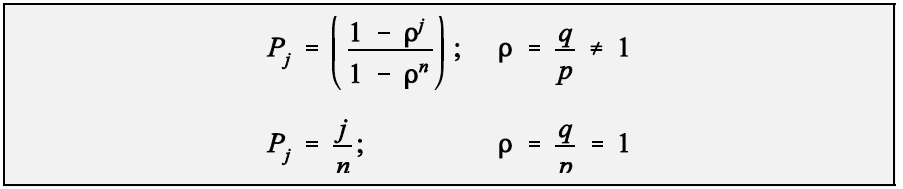 P_j = ( (1 − ρ^j) / (1 − ρ^n) ) ; ρ = q/p ≠ 1
P_j = j/n ; ρ = q/p = 1